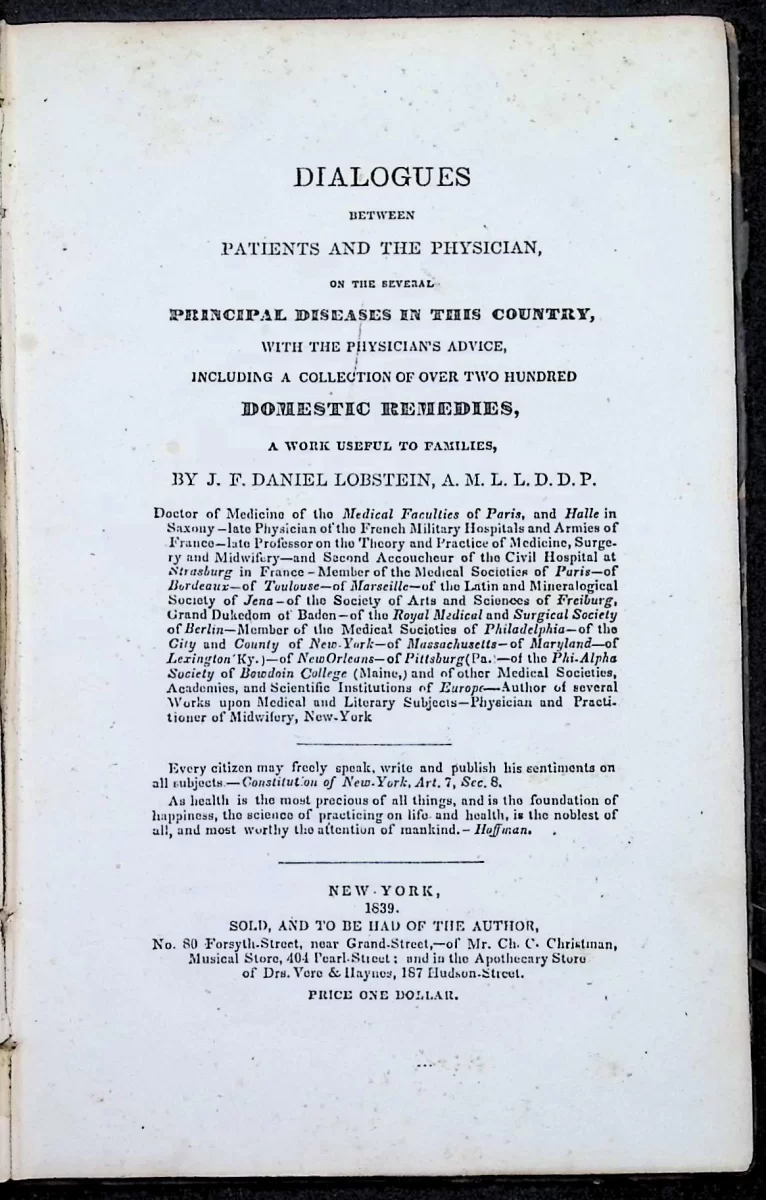 DIALOGUES
BETWEEN
PATIENTS AND THE PHYSICIAN,
ON THE SEVERAL
PRINCIPAL DISEASES IN THIS COUNTRY,
WITH THE PHYSICIAN'S ADVICE,
INCLUDING A COLLECTION OF OVER TWO HUNDRED
DOMESTIC REMEDIES,
A WORK USEFUL TO FAMILIES,
BY J. F. DANIEL LOBSTEIN, A. M. L. L. D. D. P.
Doctor of Medicine of the Medical Faculties of Paris, and Halle in
Saxony—late Physician of the French Military Hospitals and Armies of
France—late Professor on the Theory and Practice of Medicine, Surge-
ry and Midwifery—and Second Accoucheur of the Civil Hospital at
Strasburg in France—Member of the Medical Societies of Paris—of
Bordeaux—of Toulouse—of Marseille—of the Latin and Mineralogical
Society of Jena—of the Society of Arts and Sciences of Freiburg,
Grand Dukedom of Baden—of the Royal Medical and Surgical Society
of Berlin—Member of the Medical Societies of Philadelphia—of the
City and County of New-York—of Massachusetts—of Maryland—of
Lexington Ky.)—of New Orleans—of Pittsburg (Pa.)—of the Phi-Alpha
Society of Bowdoin College (Maine,) and of other Medical Societies,
Academies, and Scientific Institutions of Europe—Author of several
Works upon Medical and Literary Subjects—Physician and Practi-
tioner of Midwifery, New-York
Every citizen may freely speak, write and publish his sentiments on
all subjects.—Constitution of New-York, Art. 7, Sec. 8.
As health is the most precious of all things, and is the foundation of
happiness, the science of practicing on life and health, is the noblest of
all, and most worthy the attention of mankind.—Hoffman.
NEW-YORK,
1839.
SOLD, AND TO BE HAD OF THE AUTHOR,
No. 80 Forsyth-Street, near Grand-Street,—of Mr. Ch. C. Christman,
Musical Store, 404 Pearl-Street; and in the Apothecary Store
of Drs. Vere & Haynes, 187 Hudson-Street.
PRICE ONE DOLLAR.